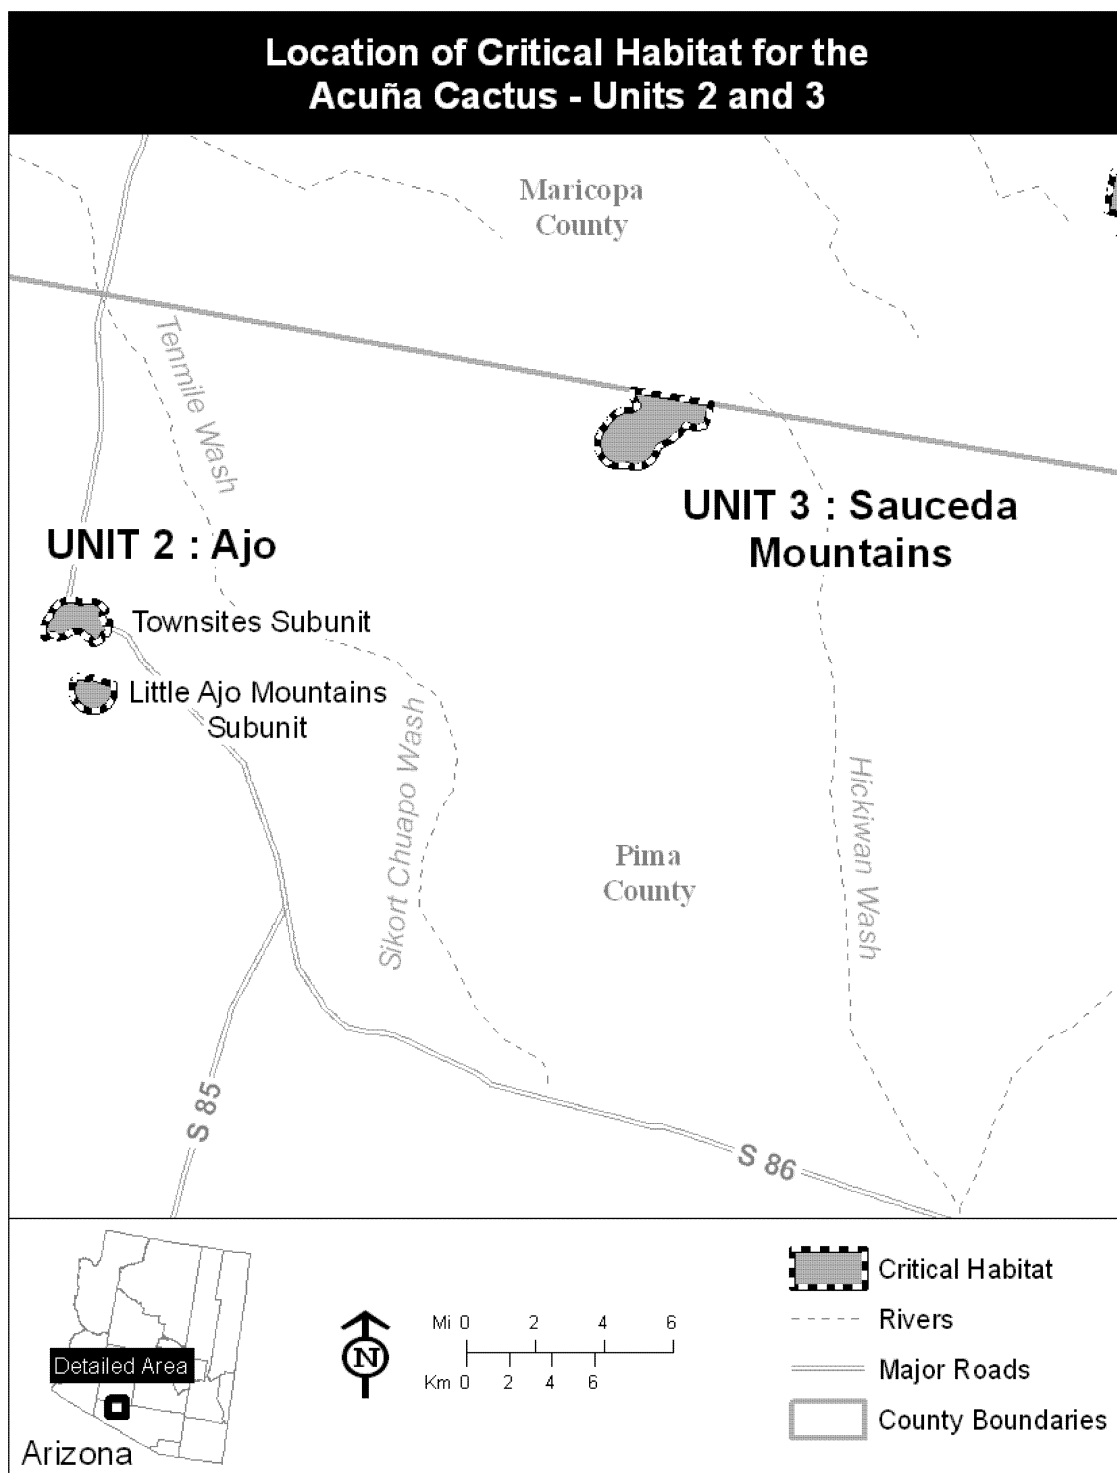 Location of Critical Habitat for the
Acuña Cactus - Units 2 and 3
Maricopa
County
Tenmile Wash
UNIT 3 : Sauceda
Mountains
UNIT 2 : Ajo
Townsites Subunit
Little Ajo Mountains
Subunit
Sikort Chuapo Wash
Hickiwan Wash
Pima
County
S 85
S 86
Detailed Area
Arizona
N
Mi 0 2 4 6
Km 0 2 4 6
Critical Habitat
Rivers
Major Roads
County Boundaries